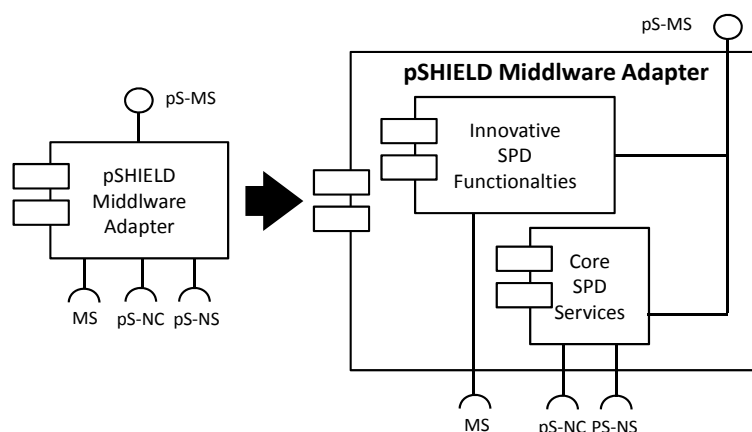 pS-MS
pSHIELD
Middlware
Adapter
MS
pS-NC
pS-NS
pS-MS
pSHIELD Middlware Adapter
Innovative
SPD
Functionalties
Core
SPD
Services
MS
pS-NC
PS-NS